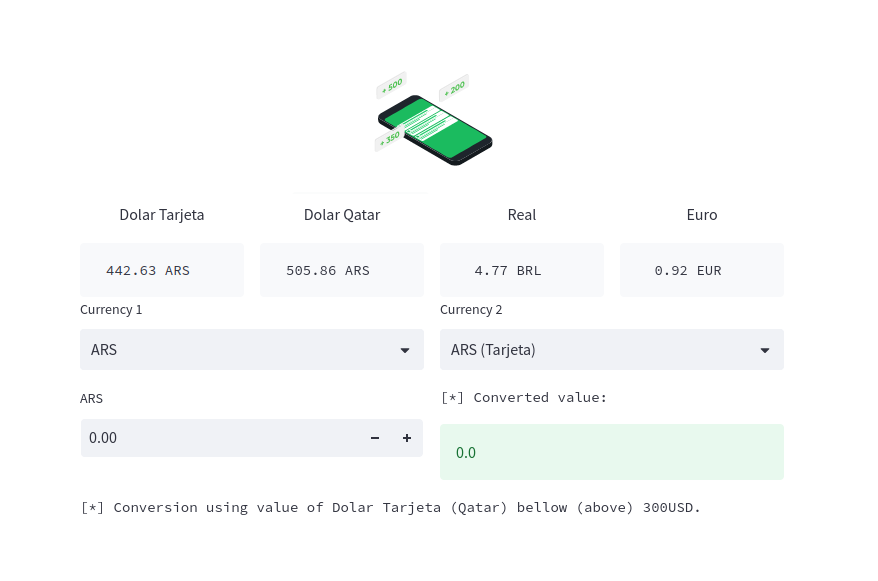 + 500
+ 200
+ 350
Dolar Tarjeta
Dolar Qatar
Real
Euro
442.63 ARS
505.86 ARS
4.77 BRL
0.92 EUR
Currency 1
Currency 2
ARS
ARS (Tarjeta)
ARS
[*] Converted value:
0.00
0.0
[*] Conversion using value of Dolar Tarjeta (Qatar) bellow (above) 300USD.